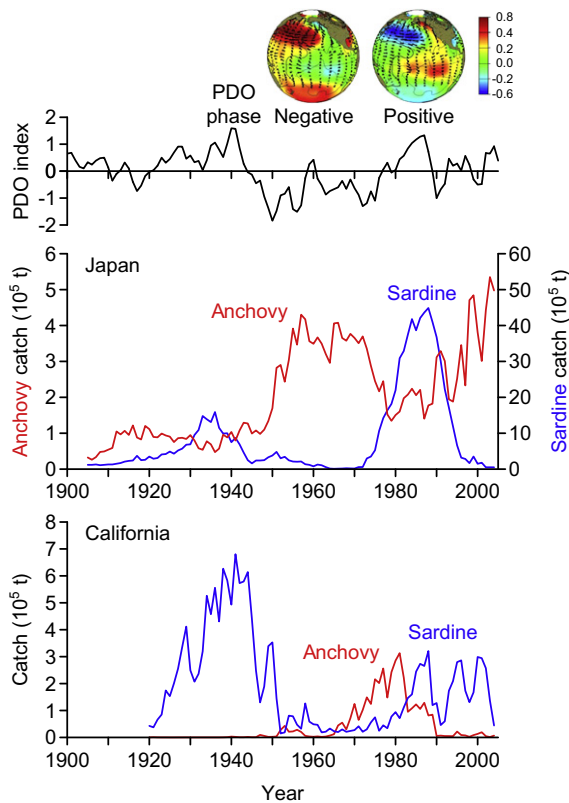 0.8
0.4
0.2
0.0
-0.2
-0.6
PDO
phase Negative Positive
PDO index
2
1
0
-1
-2
Japan
Anchovy
Sardine
Anchovy catch (10⁵ t)
6
5
4
3
2
1
0
Sardine catch (10⁵ t)
60
50
40
30
20
10
0
1900 1920 1940 1960 1980 2000
California
Anchovy
Sardine
Catch (10⁵ t)
8
7
6
5
4
3
2
1
0
1900 1920 1940 1960 1980 2000
Year